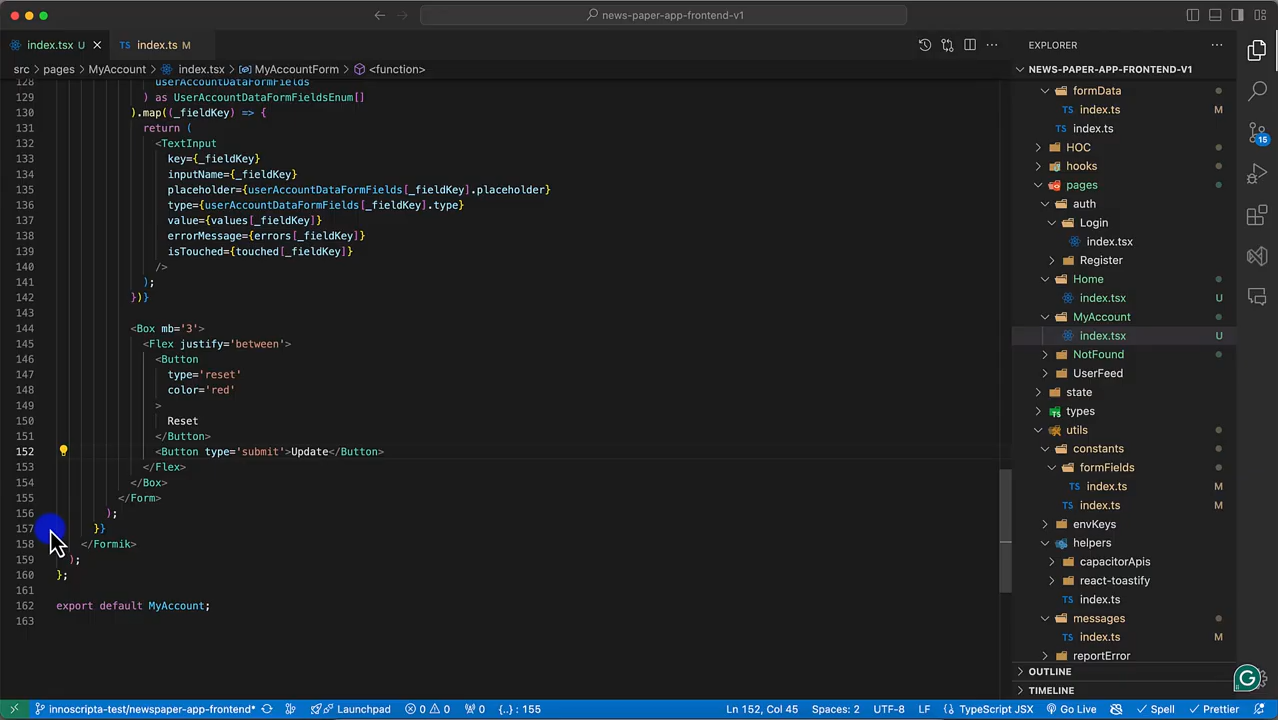 news-paper-app-frontend-v1
index.tsx U
TS index.ts M
EXPLORER
src > pages > MyAccount > index.tsx > MyAccountForm > <function>
NEWS-PAPER-APP-FRONTEND-V1
128 userAccountDataFormFields
129 ) as UserAccountDataFormFieldsEnum[]
130 ).map((_fieldKey) => {
131 return (
132 <TextInput
133 key={_fieldKey}
134 inputName={_fieldKey}
135 placeholder={userAccountDataFormFields[_fieldKey].placeholder}
136 type={userAccountDataFormFields[_fieldKey].type}
137 value={values[_fieldKey]}
138 errorMessage={errors[_fieldKey]}
139 isTouched={touched[_fieldKey]}
140 />
141 );
142 })}
143
144 <Box mb='3'>
145 <Flex justify='between'>
146 <Button
147 type='reset'
148 color='red'
149 >
150 Reset
151 </Button>
152 <Button type='submit'>Update</Button>
153 </Flex>
154 </Box>
155 </Form>
156 );
157 }}
158 </Formik>
159 );
160 };
161
162 export default MyAccount;
163
formData
TS index.ts M
TS index.ts
HOC
hooks
pages
auth
Login
index.tsx
Register
Home
index.tsx U
MyAccount
index.tsx U
NotFound
UserFeed
state
types
utils
constants
formFields
TS index.ts M
TS index.ts M
envKeys
helpers
capacitorApis
react-toastify
TS index.ts
messages
TS index.ts M
reportError
OUTLINE
TIMELINE
15
G
innoscripta-test/newspaper-app-frontend* Launchpad 0 0 0 {..} : 155 Ln 152, Col 45 Spaces: 2 UTF-8 LF {} TypeScript JSX Go Live Spell Prettier